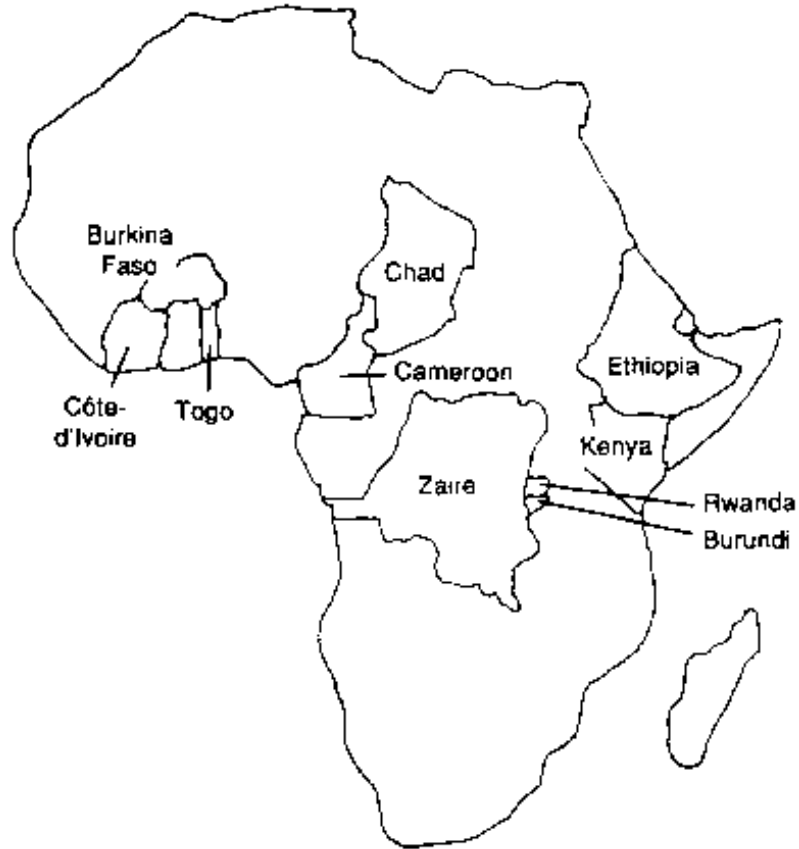 Burkina
Faso
Chad
Ethiopia
Cameroon
Côte-
d'Ivoire
Togo
Kenya
Zaire
Rwanda
Burundi